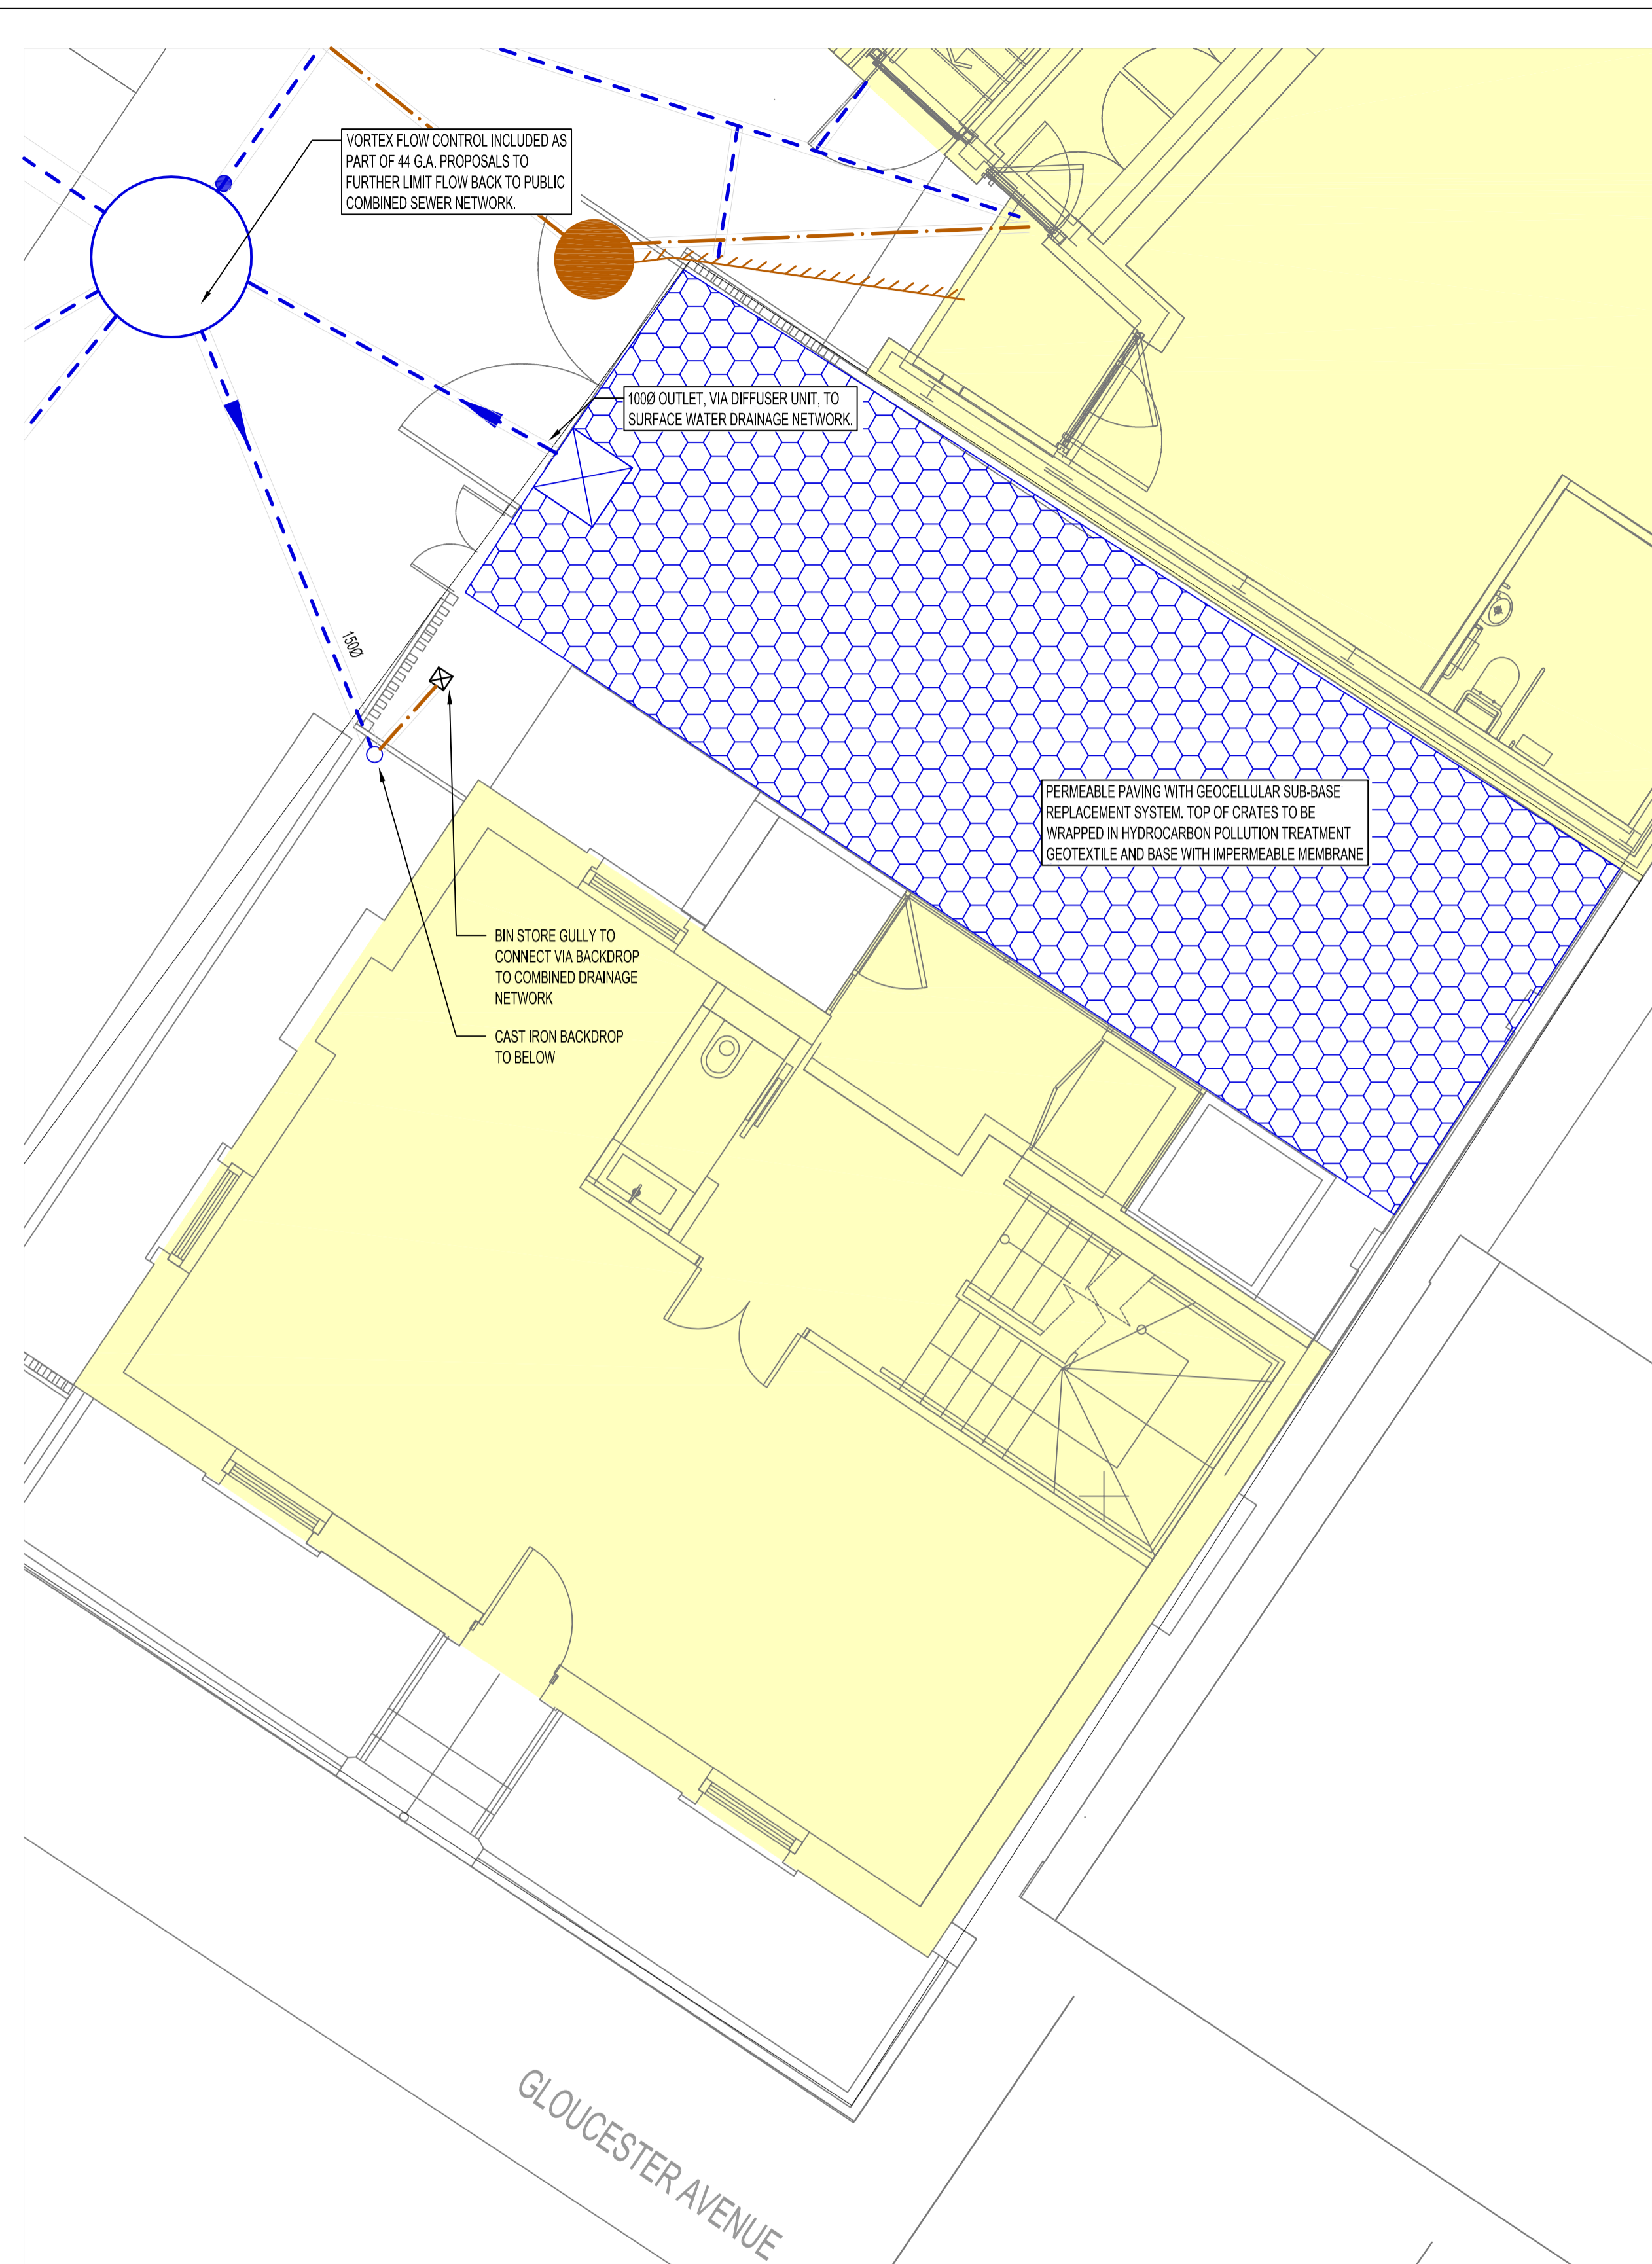 VORTEX FLOW CONTROL INCLUDED AS
PART OF 44 G.A. PROPOSALS TO
FURTHER LIMIT FLOW BACK TO PUBLIC
COMBINED SEWER NETWORK.
100Ø OUTLET, VIA DIFFUSER UNIT, TO
SURFACE WATER DRAINAGE NETWORK.
150Ø
PERMEABLE PAVING WITH GEOCELLULAR SUB-BASE
REPLACEMENT SYSTEM. TOP OF CRATES TO BE
WRAPPED IN HYDROCARBON POLLUTION TREATMENT
GEOTEXTILE AND BASE WITH IMPERMEABLE MEMBRANE
BIN STORE GULLY TO
CONNECT VIA BACKDROP
TO COMBINED DRAINAGE
NETWORK
CAST IRON BACKDROP
TO BELOW
GLOUCESTER AVENUE